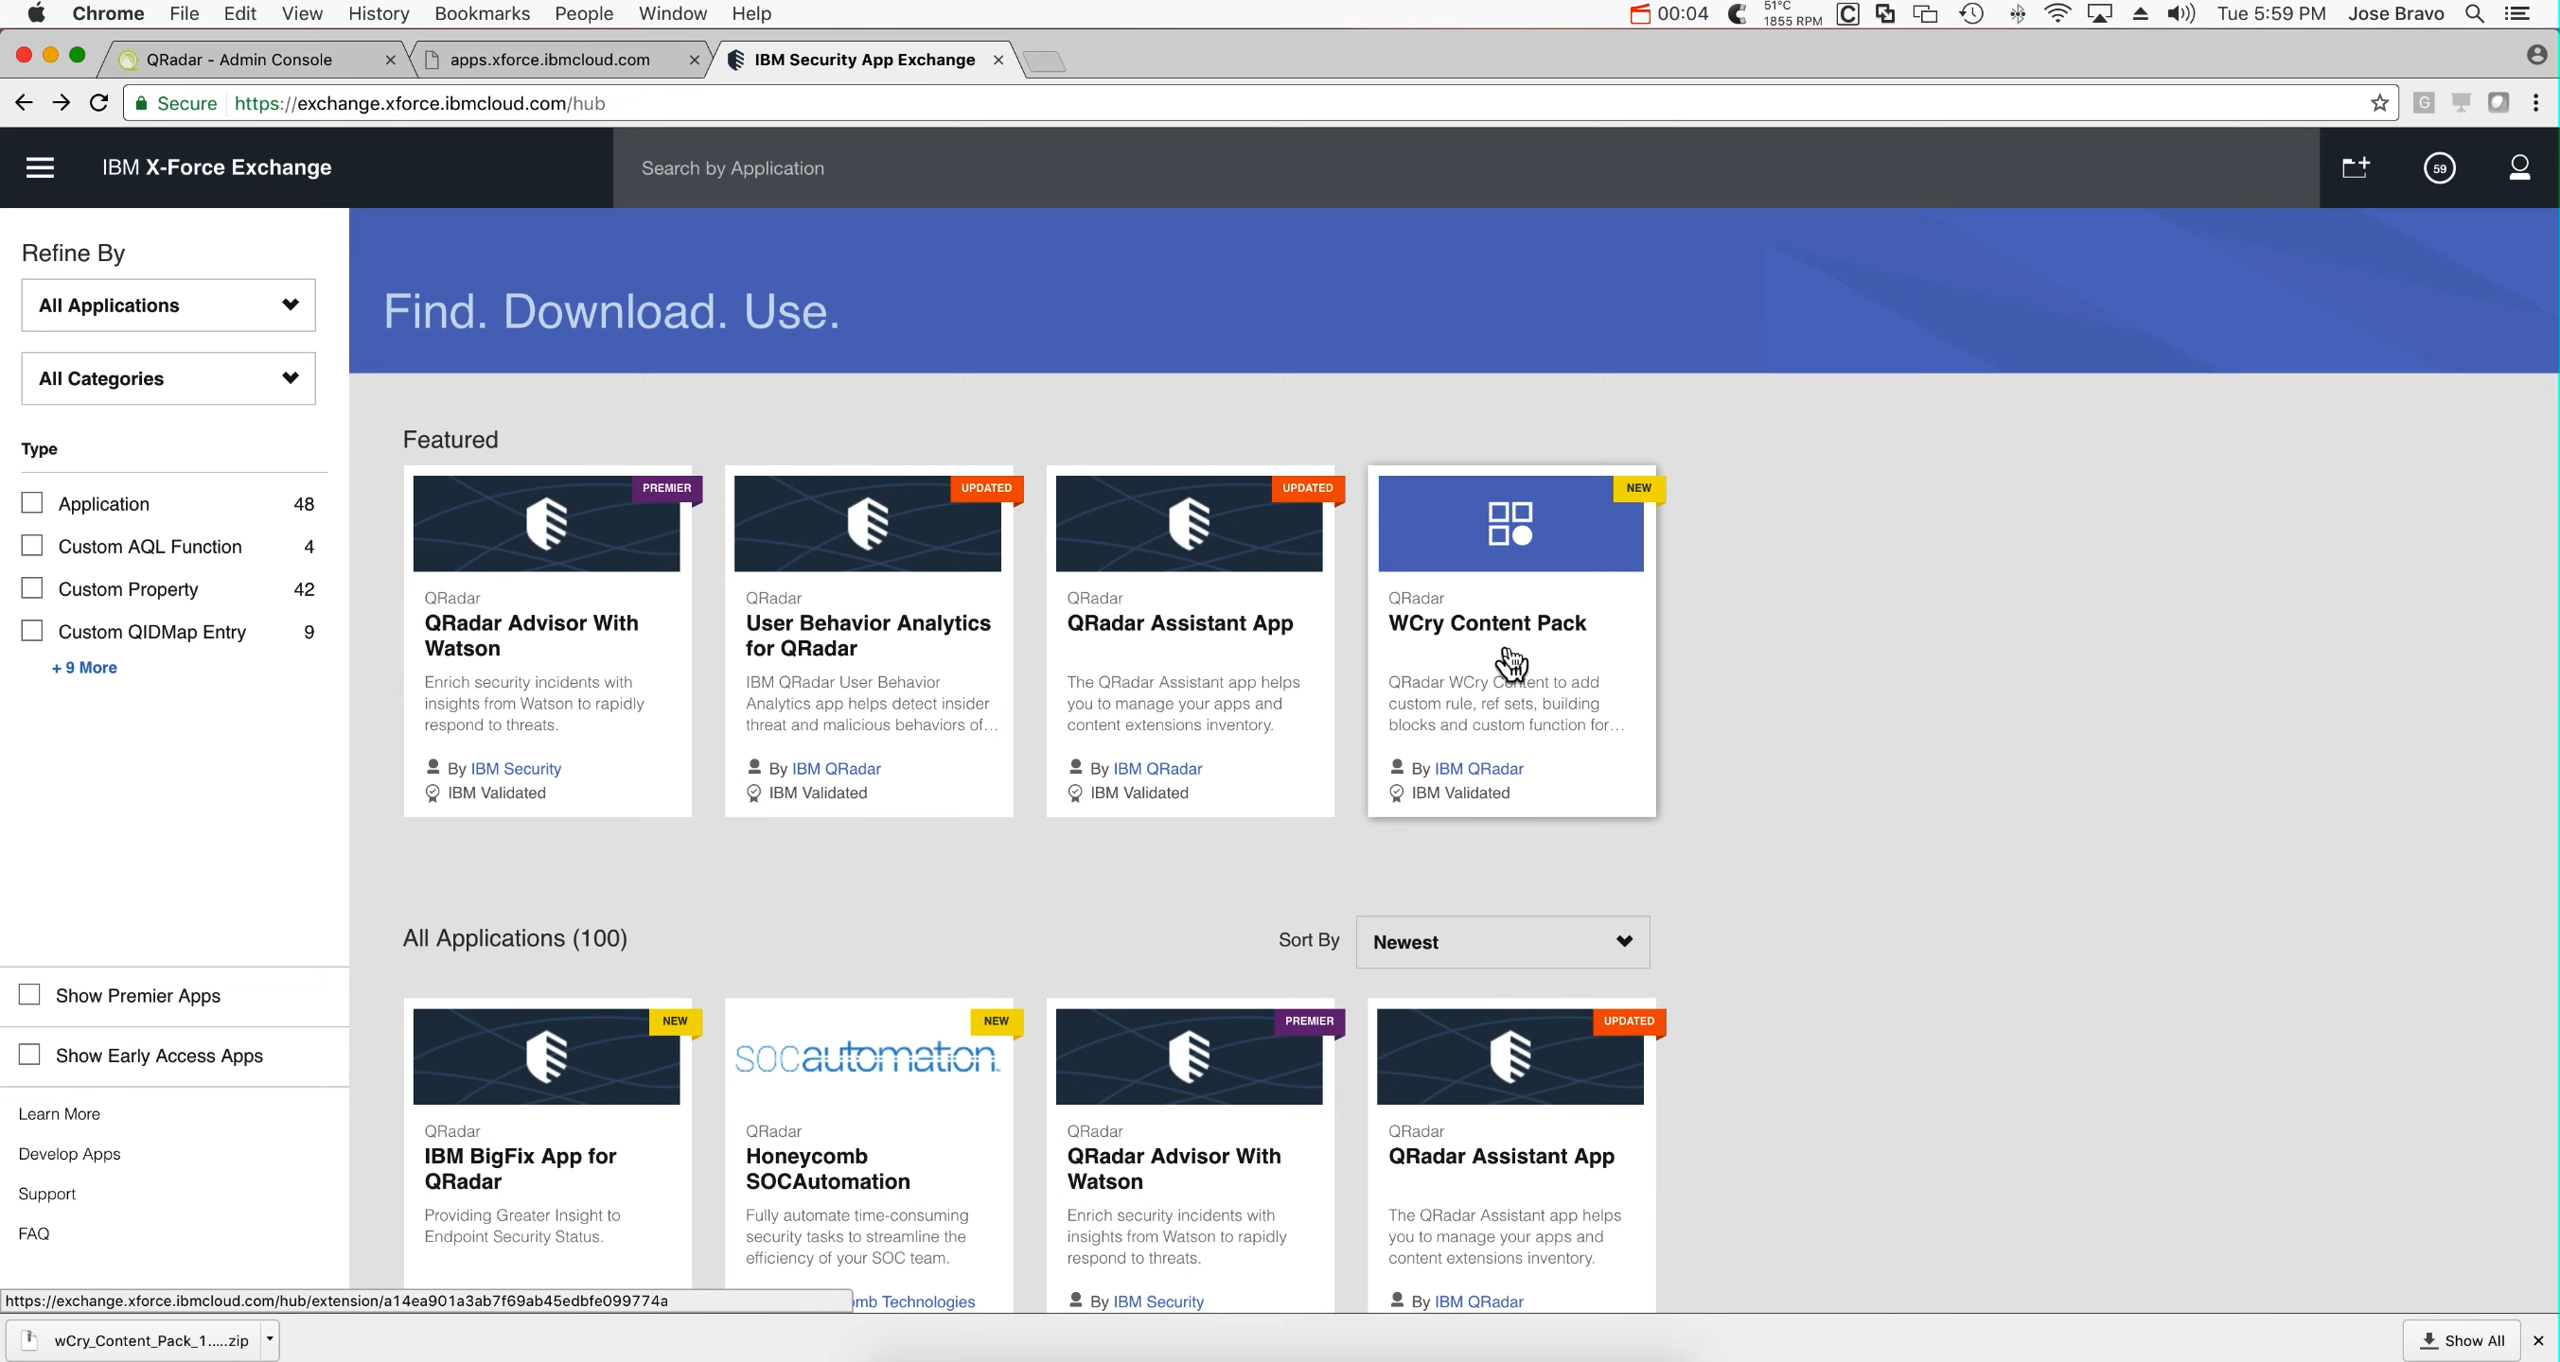 Chrome File Edit View History Bookmarks People Window Help 00:04 51°C 1855 RPM Tue 5:59 PM Jose Bravo
QRadar - Admin Console apps.xforce.ibmcloud.com IBM Security App Exchange
Secure https://exchange.xforce.ibmcloud.com/hub
IBM X-Force Exchange Search by Application 59
Refine By
All Applications
All Categories
Type
Application 48
Custom AQL Function 4
Custom Property 42
Custom QIDMap Entry 9
+ 9 More
Show Premier Apps
Show Early Access Apps
Learn More
Develop Apps
Support
FAQ
Find. Download. Use.
Featured
PREMIER
QRadar
QRadar Advisor With
Watson
Enrich security incidents with
insights from Watson to rapidly
respond to threats.
By IBM Security
IBM Validated
UPDATED
QRadar
User Behavior Analytics
for QRadar
IBM QRadar User Behavior
Analytics app helps detect insider
threat and malicious behaviors of...
By IBM QRadar
IBM Validated
UPDATED
QRadar
QRadar Assistant App
The QRadar Assistant app helps
you to manage your apps and
content extensions inventory.
By IBM QRadar
IBM Validated
NEW
QRadar
WCry Content Pack
QRadar WCry Content to add
custom rule, ref sets, building
blocks and custom function for...
By IBM QRadar
IBM Validated
All Applications (100)
Sort By Newest
NEW
QRadar
IBM BigFix App for
QRadar
Providing Greater Insight to
Endpoint Security Status.
NEW
socautomation
QRadar
Honeycomb
SOCAutomation
Fully automate time-consuming
security tasks to streamline the
efficiency of your SOC team.
mb Technologies
PREMIER
QRadar
QRadar Advisor With
Watson
Enrich security incidents with
insights from Watson to rapidly
respond to threats.
By IBM Security
UPDATED
QRadar
QRadar Assistant App
The QRadar Assistant app helps
you to manage your apps and
content extensions inventory.
By IBM QRadar
https://exchange.xforce.ibmcloud.com/hub/extension/a14ea901a3ab7f69ab45edbfe099774a
wCry_Content_Pack_1.....zip Show All